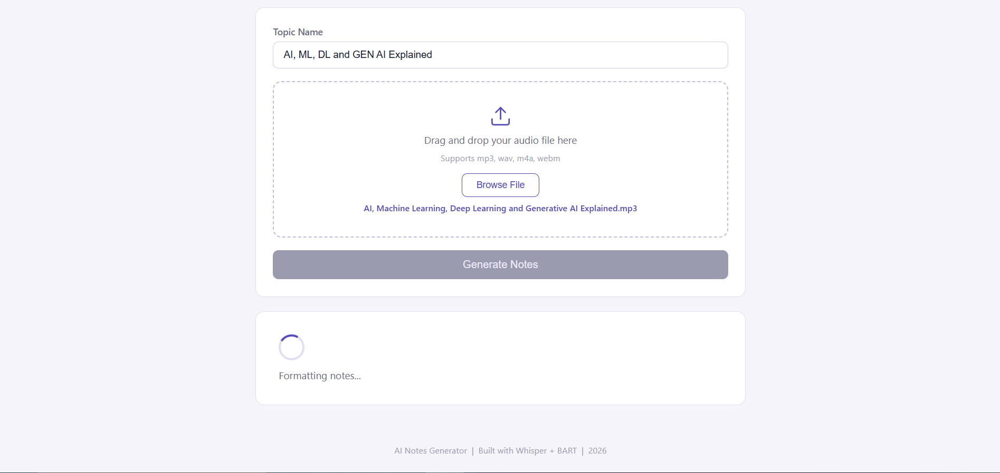 Topic Name
AI, ML, DL and GEN AI Explained
Drag and drop your audio file here
Supports mp3, wav, m4a, webm
Browse File
AI, Machine Learning, Deep Learning and Generative AI Explained.mp3
Generate Notes
Formatting notes...
AI Notes Generator | Built with Whisper + BART | 2026